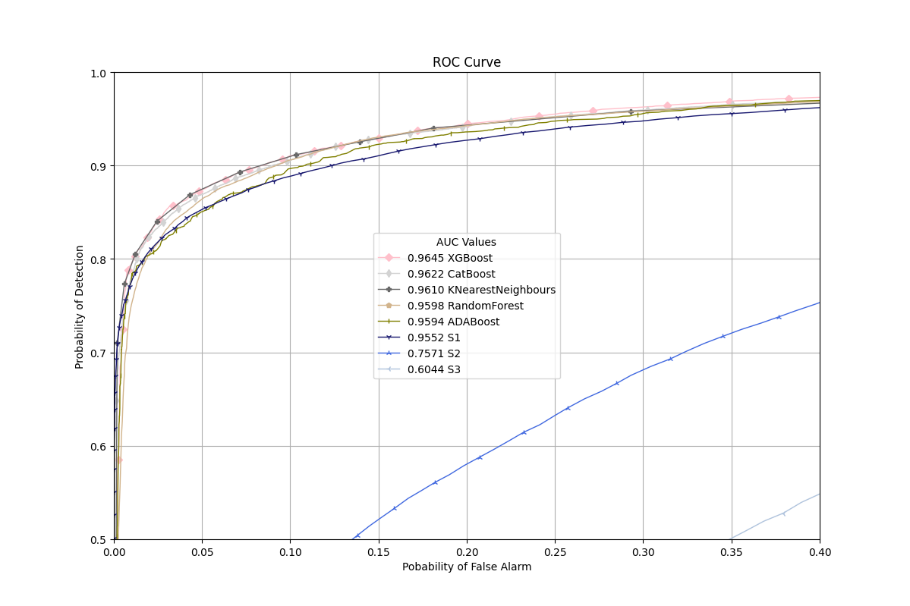 ROC Curve
1.0
0.9
0.8
0.7
0.6
0.5
Probability of Detection
AUC Values
0.9645 XGBoost
0.9622 CatBoost
0.9610 KNearestNeighbours
0.9598 RandomForest
0.9594 ADABoost
0.9552 S1
0.7571 S2
0.6044 S3
0.00 0.05 0.10 0.15 0.20 0.25 0.30 0.35 0.40
Pobability of False Alarm